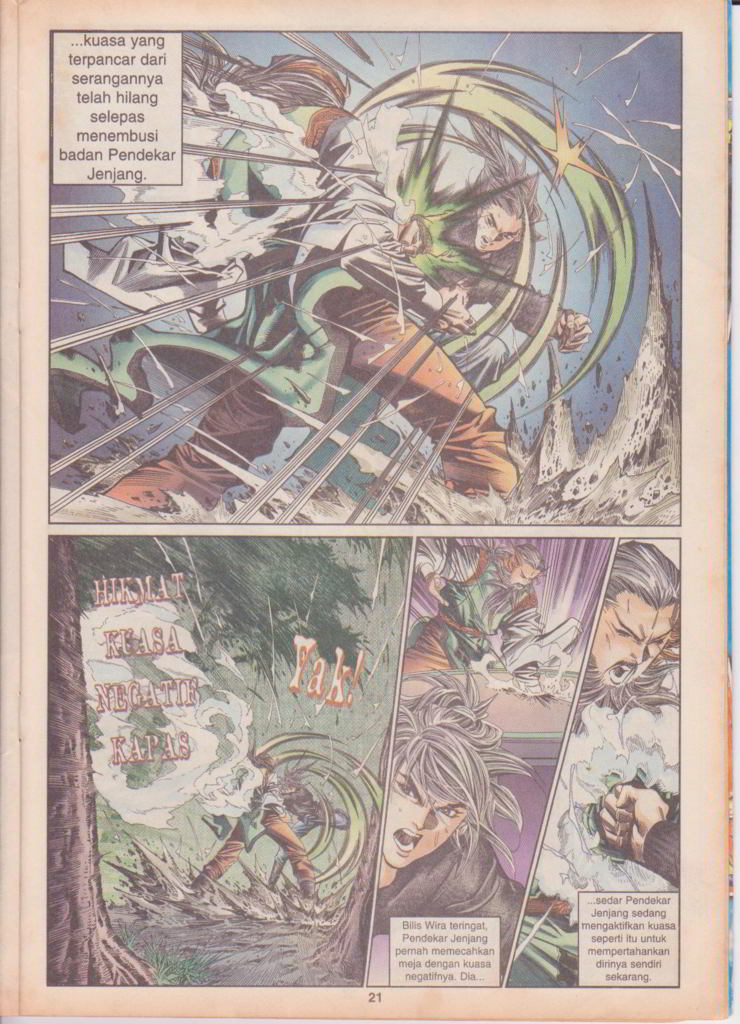 ...kuasa yang
terpancar dari
serangannya
telah hilang
selepas
menembusi
badan Pendekar
Jenjang.
HIKMAT
KUASA
NEGATIF
KAPAS
Yak!
Bilis Wira teringat,
Pendekar Jenjang
pernah memecahkan
meja dengan kuasa
negatifnya. Dia...
...sedar Pendekar
Jenjang sedang
mengaktifkan kuasa
seperti itu untuk
mempertahankan
dirinya sendiri
sekarang.
21